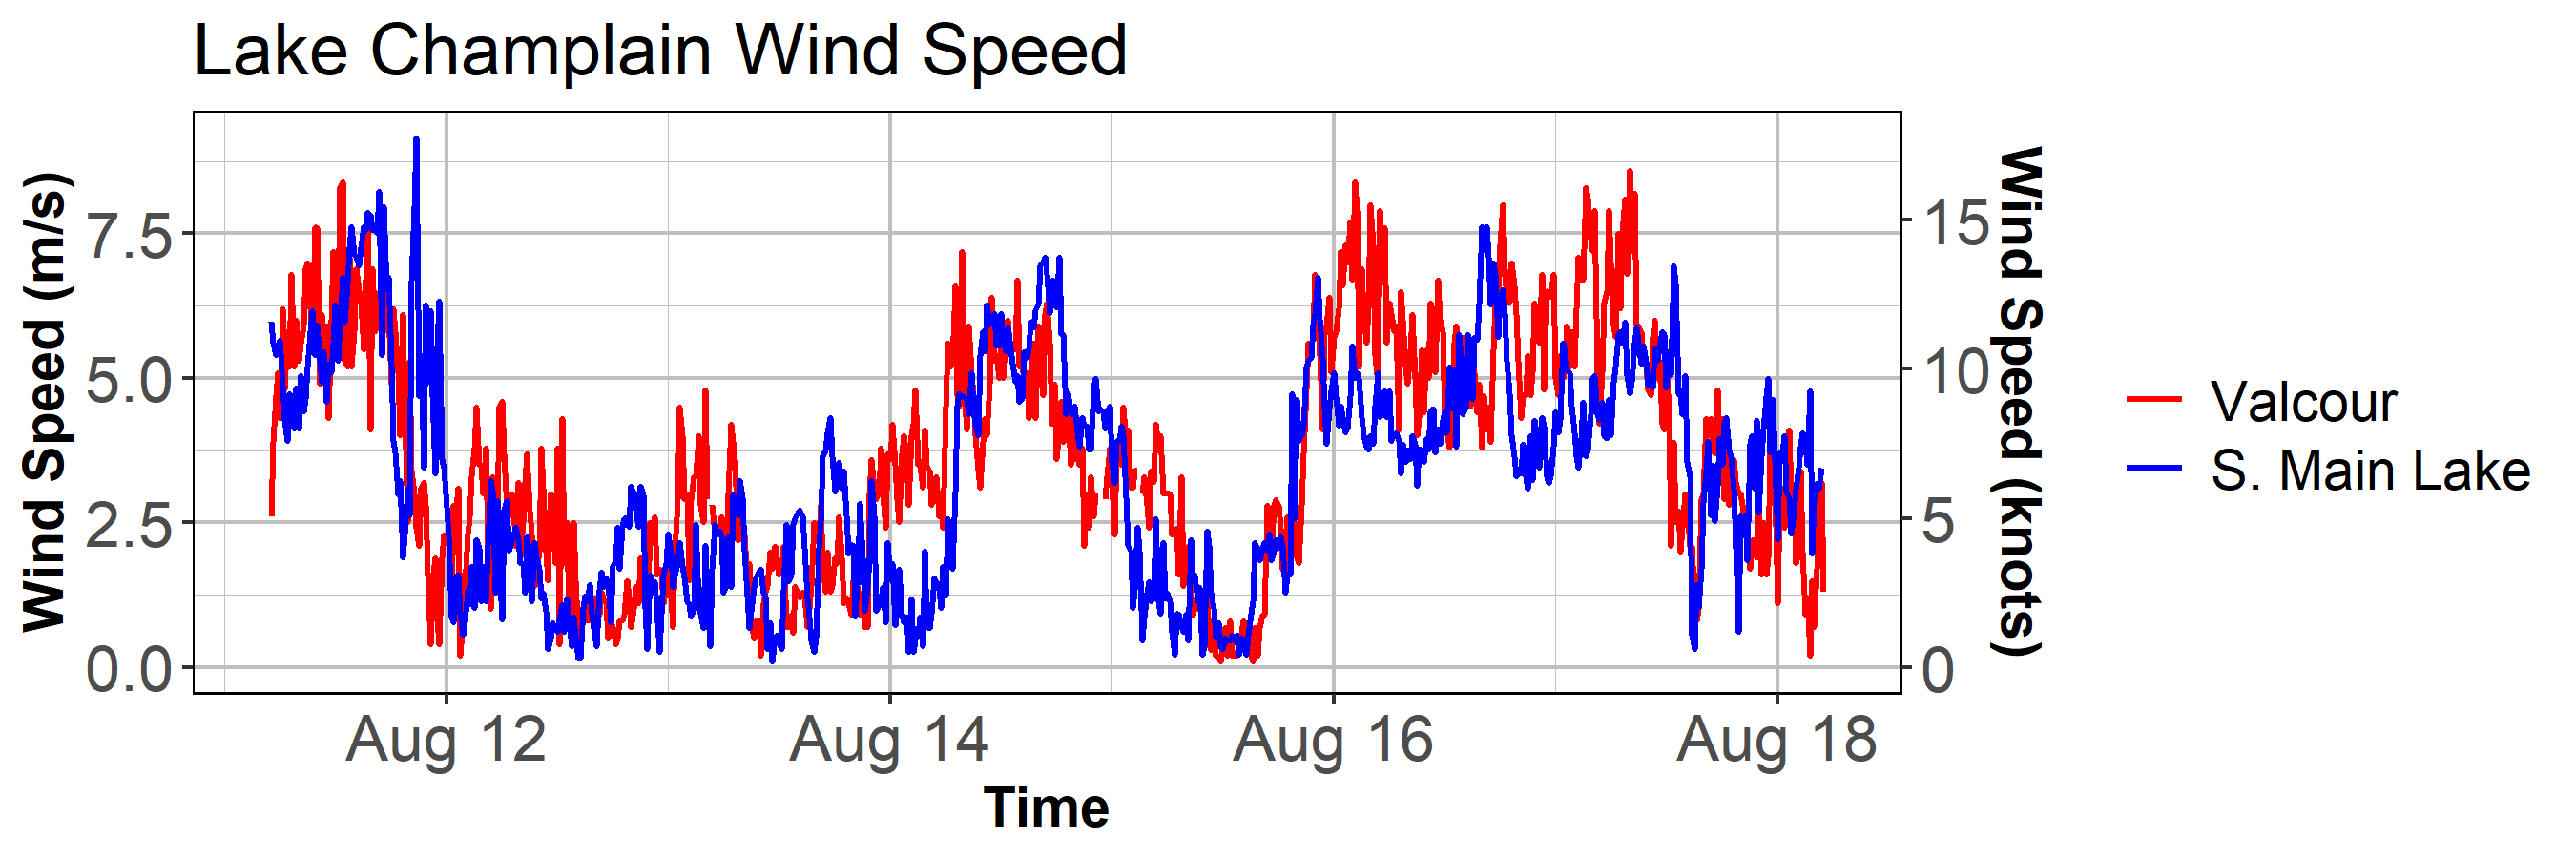 Lake Champlain Wind Speed
Wind Speed (m/s)
7.5
5.0
2.5
0.0
15
10
5
0
Wind Speed (knots)
Aug 12
Aug 14
Aug 16
Aug 18
Time
Valcour
S. Main Lake